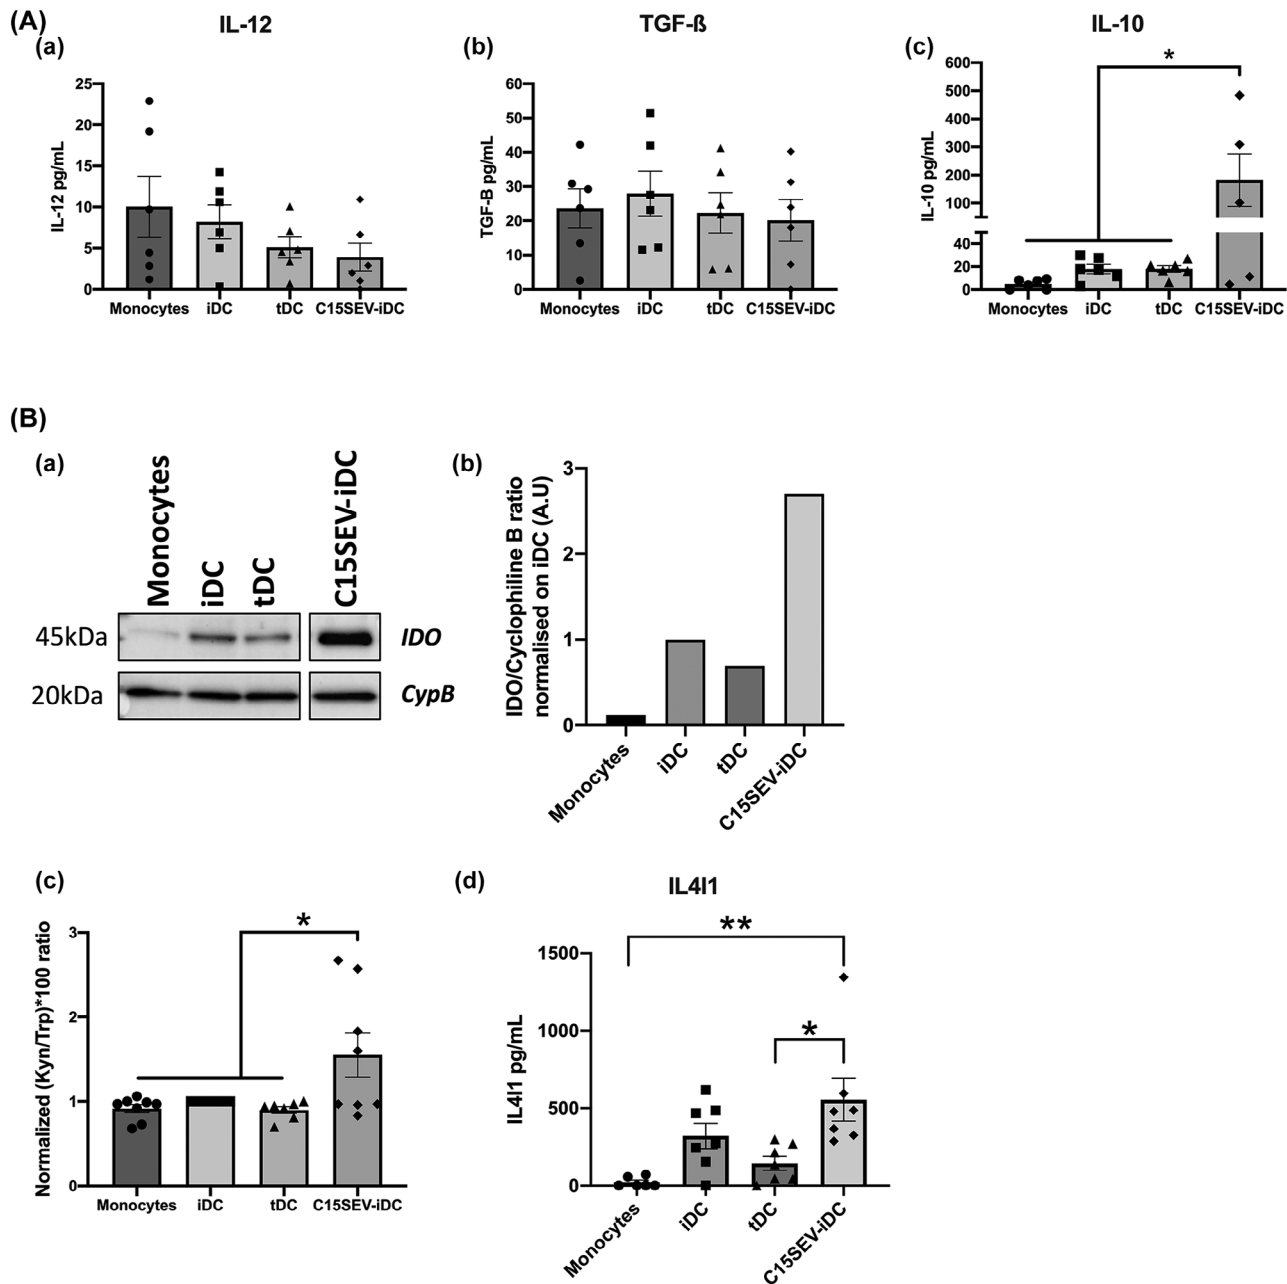 (A)
(a)
IL-12
IL-12 pg/mL
25
20
15
10
5
0
Monocytes iDC tDC C15SEV-iDC
(b)
TGF-ß
TGF-B pg/mL
60
50
40
30
20
10
0
Monocytes iDC tDC C15SEV-iDC
(c)
IL-10
IL-10 pg/mL
600
500
400
300
200
100
40
20
0
*
Monocytes iDC tDC C15SEV-iDC
(B)
(a)
Monocytes
iDC
tDC
C15SEV-iDC
45kDa IDO
20kDa CypB
(b)
IDO/Cyclophiline B ratio
normalised on iDC (A.U)
3
2
1
0
Monocytes
iDC
tDC
C15SEV-iDC
(c)
Normalized (Kyn/Trp)*100 ratio
3
2
1
0
*
Monocytes iDC tDC C15SEV-iDC
(d)
IL4I1
IL4I1 pg/mL
1500
1000
500
0
**
*
Monocytes
iDC
tDC
C15SEV-iDC